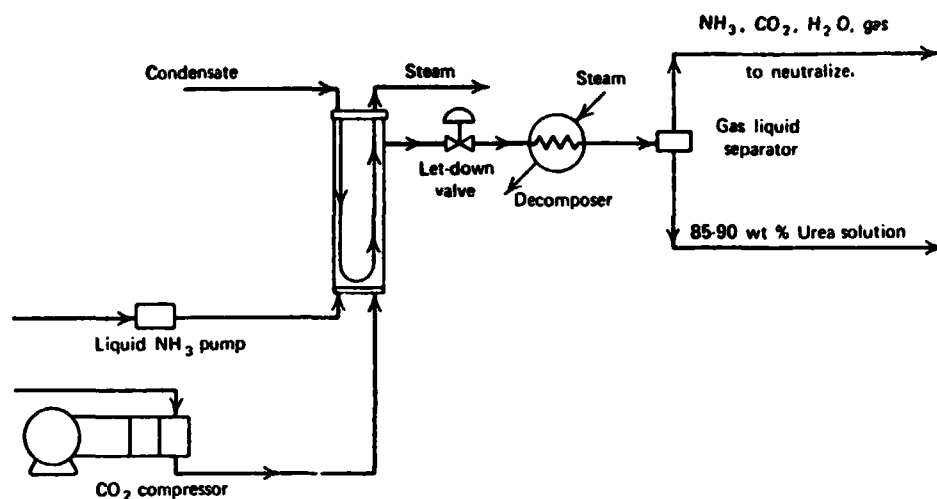 NH3, CO2, H2O, gas
to neutralize.
Condensate
Steam
Steam
Gas liquid
separator
Let-down
valve
Decomposer
85-90 wt % Urea solution
Liquid NH3 pump
CO2 compressor